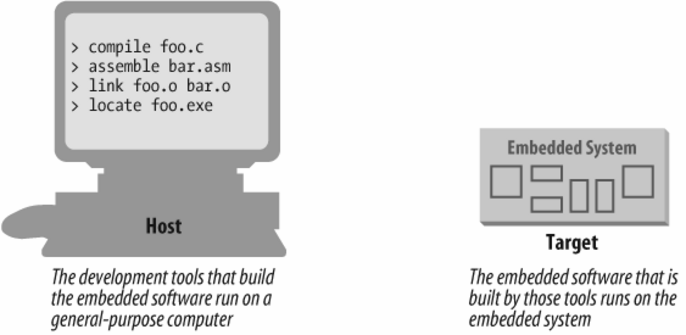 > compile foo.c
> assemble bar.asm
> link foo.o bar.o
> locate foo.exe
Host
The development tools that build
the embedded software run on a
general-purpose computer
Embedded System
Target
The embedded software that is
built by those tools runs on the
embedded system